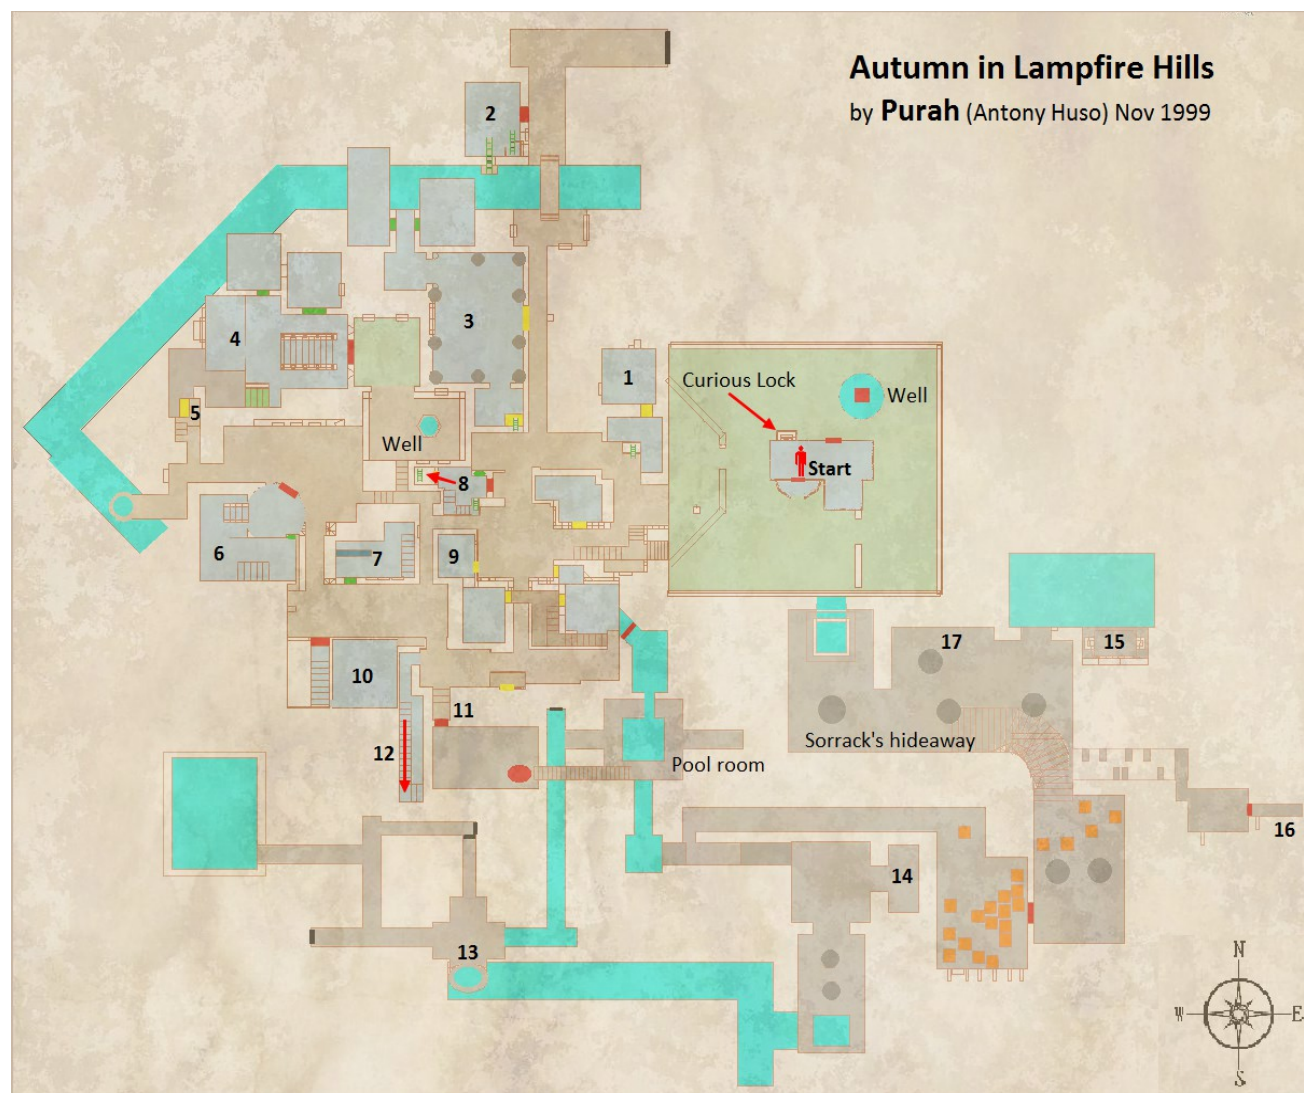 Autumn in Lampfire Hills
by Purah (Antony Huso) Nov 1999
2
3
4
1
Curious Lock
Well
5
Well
Start
8
6
7
9
10
17
15
11
12
Sorrack's hideaway
Pool room
16
14
13
N
W
E
S